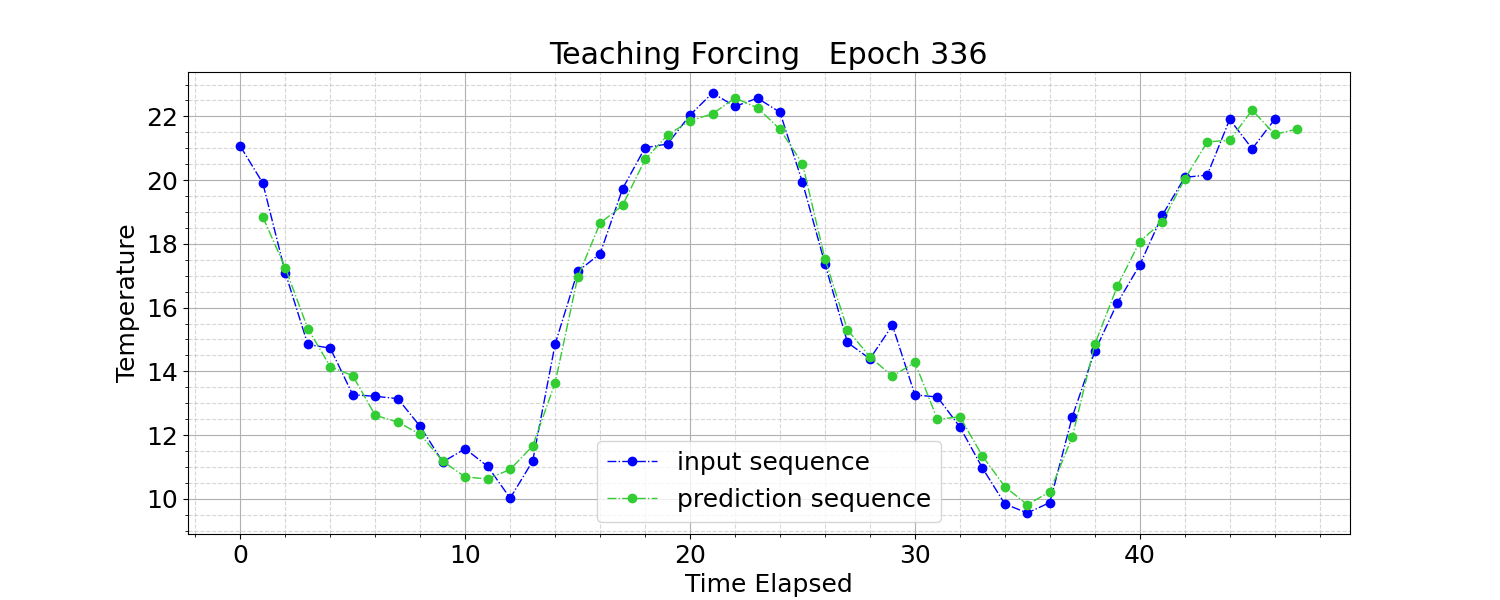 Teaching Forcing   Epoch 336
22
20
18
16
14
12
10
Temperature
input sequence
prediction sequence
0 10 20 30 40
Time Elapsed